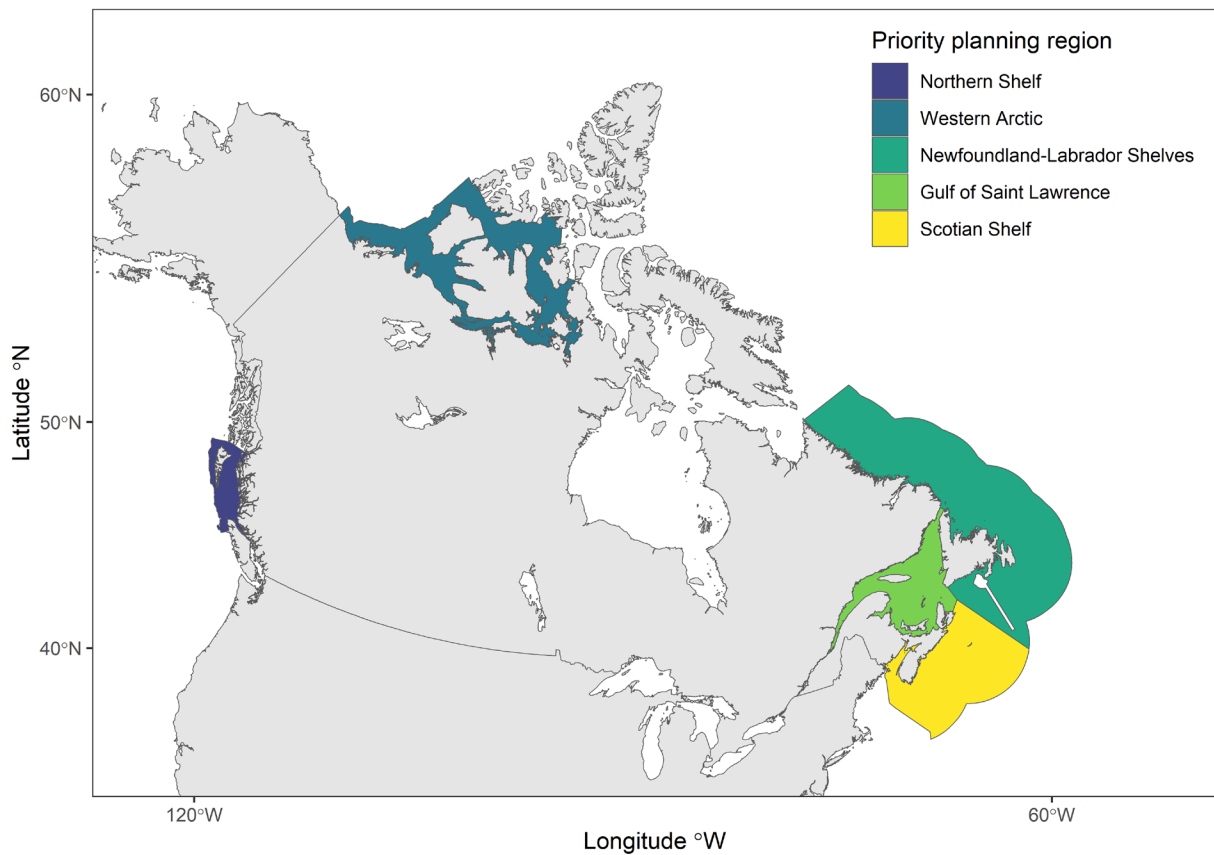 Priority planning region
Northern Shelf
Western Arctic
Newfoundland-Labrador Shelves
Gulf of Saint Lawrence
Scotian Shelf
60°N
50°N
40°N
Latitude °N
120°W
60°W
Longitude °W